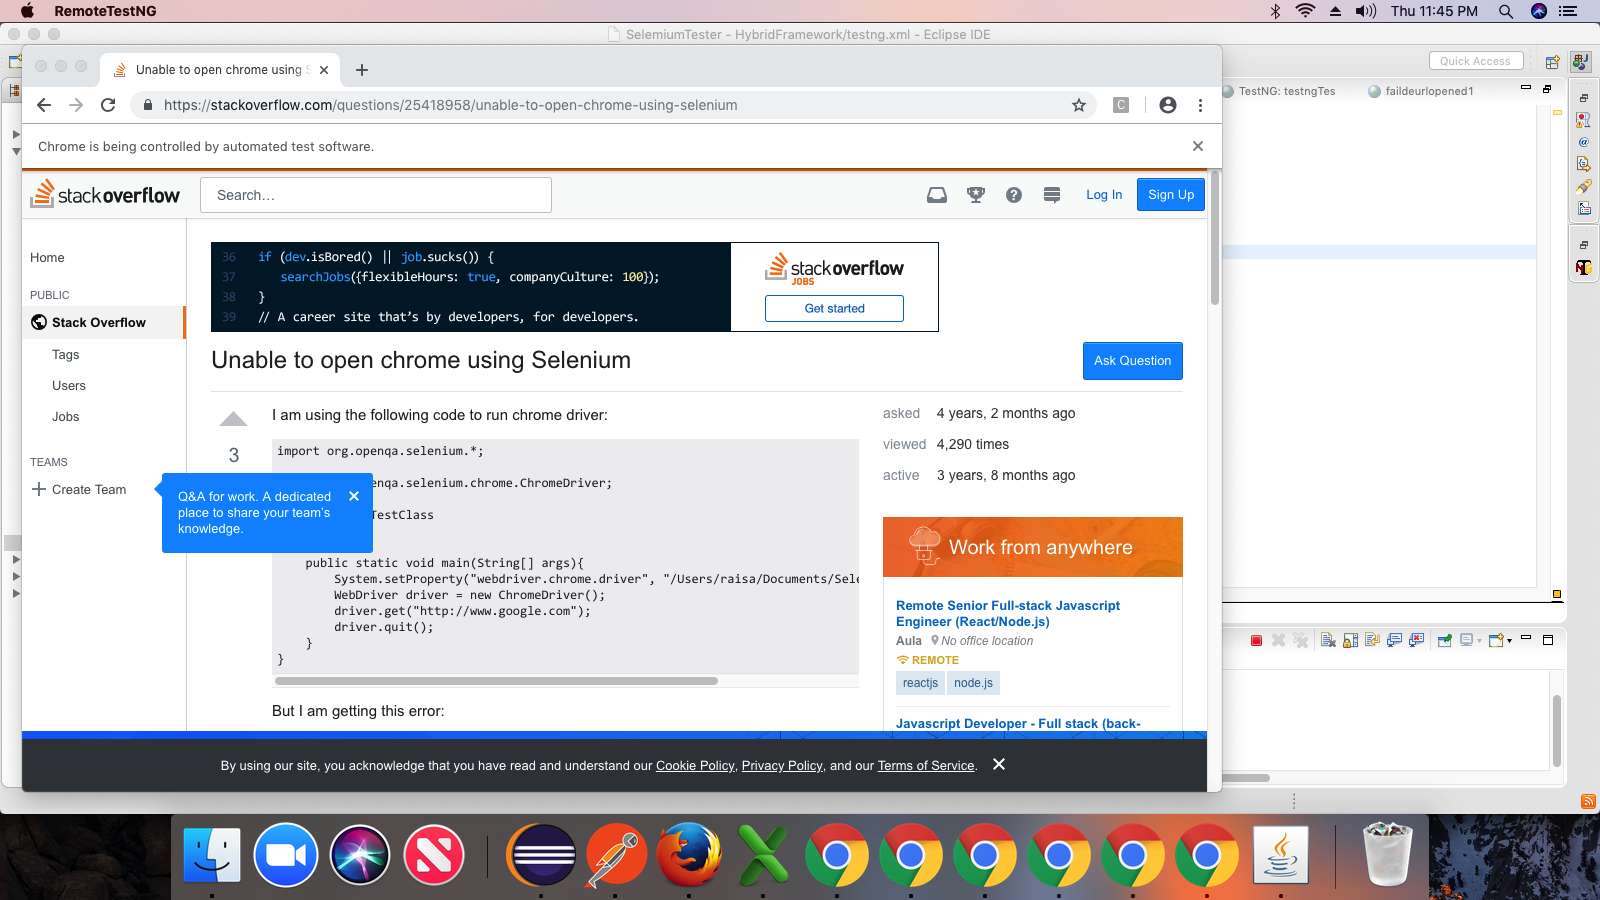 RemoteTestNG
Thu 11:45 PM
SelemiumTester - HybridFramework/testng.xml - Eclipse IDE
Quick Access
TestNG: testngTes
faildeurlopened1
Unable to open chrome using S
https://stackoverflow.com/questions/25418958/unable-to-open-chrome-using-selenium
C
Chrome is being controlled by automated test software.
stackoverflow
Search…
Log In
Sign Up
Home
PUBLIC
Stack Overflow
Tags
Users
Jobs
TEAMS
Create Team
Q&A for work. A dedicated
place to share your team's
knowledge.
36 if (dev.isBored() || job.sucks()) {
37 searchJobs({flexibleHours: true, companyCulture: 100});
38 }
39 // A career site that's by developers, for developers.
stackoverflow
JOBS
Get started
Unable to open chrome using Selenium
Ask Question
3
I am using the following code to run chrome driver:
import org.openqa.selenium.*;
enqa.selenium.chrome.ChromeDriver;
TestClass
public static void main(String[] args){
System.setProperty("webdriver.chrome.driver", "/Users/raisa/Documents/Sele
WebDriver driver = new ChromeDriver();
driver.get("http://www.google.com");
driver.quit();
}
}
But I am getting this error:
asked 4 years, 2 months ago
viewed 4,290 times
active 3 years, 8 months ago
Work from anywhere
Remote Senior Full-stack Javascript
Engineer (React/Node.js)
Aula No office location
REMOTE
reactjs node.js
Javascript Developer - Full stack (back-
By using our site, you acknowledge that you have read and understand our Cookie Policy, Privacy Policy, and our Terms of Service.